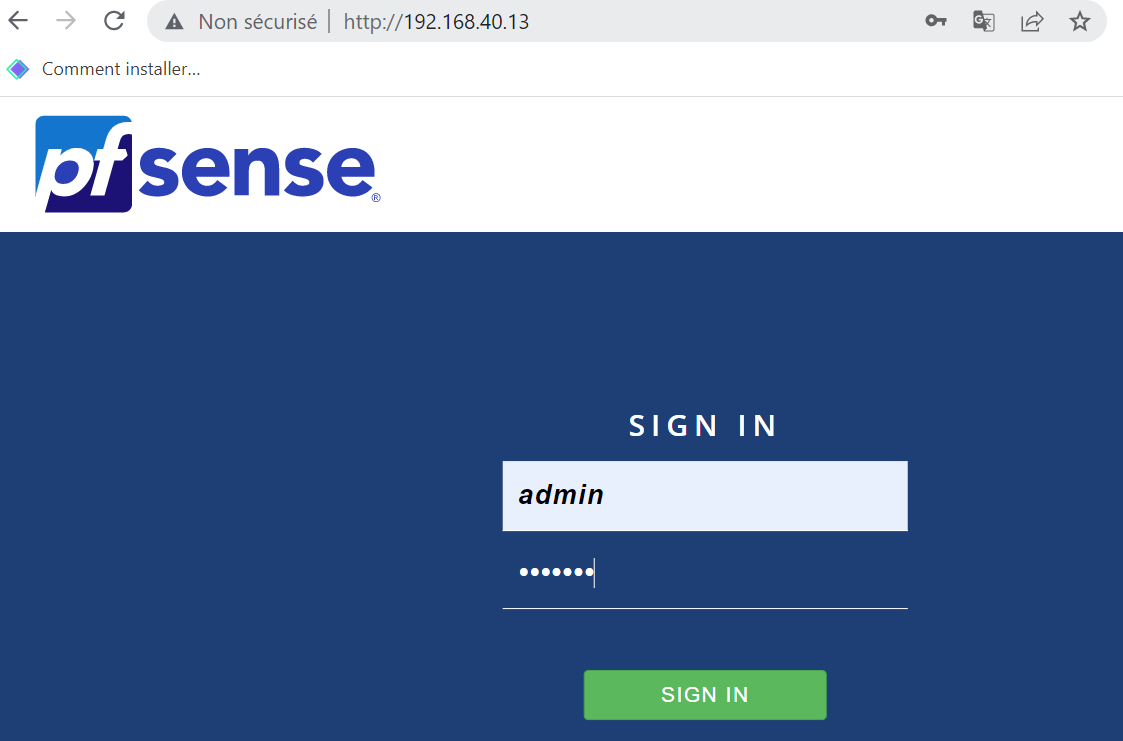 Non sécurisé | http://192.168.40.13
Comment installer...
pfsense®
SIGN IN
admin
•••••••
SIGN IN